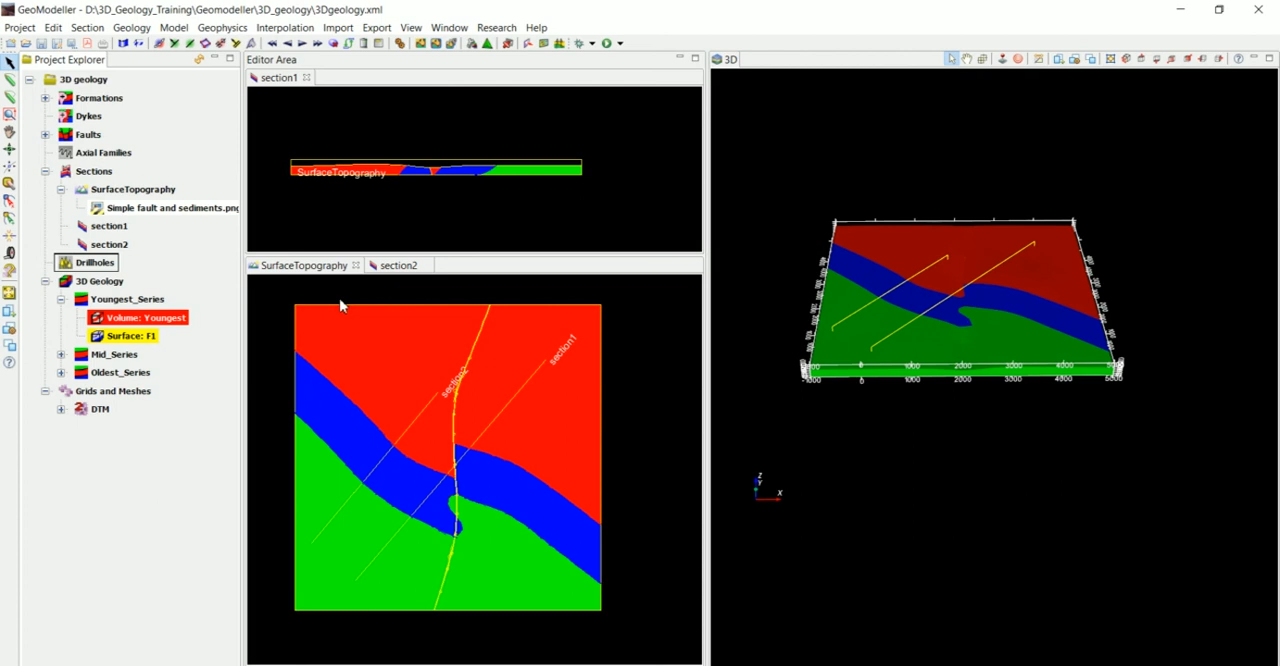 GeoModeller - D:\3D_Geology_Training\Geomodeller\3D_geology\3Dgeology.xml
Project Edit Section Geology Model Geophysics Interpolation Import Export View Window Research Help
Project Explorer
3D geology
Formations
Dykes
Faults
Axial Families
Sections
SurfaceTopography
Simple fault and sediments.png
section1
section2
Drillholes
3D Geology
Youngest_Series
Volume: Youngest
Surface: F1
Mid_Series
Oldest_Series
Grids and Meshes
DTM
Editor Area
section1
SurfaceTopography
SurfaceTopography section2
section2
section1
3D
0 1000 2000 3000 4000
0 1000 2000 3000 4000
Z
Y
X